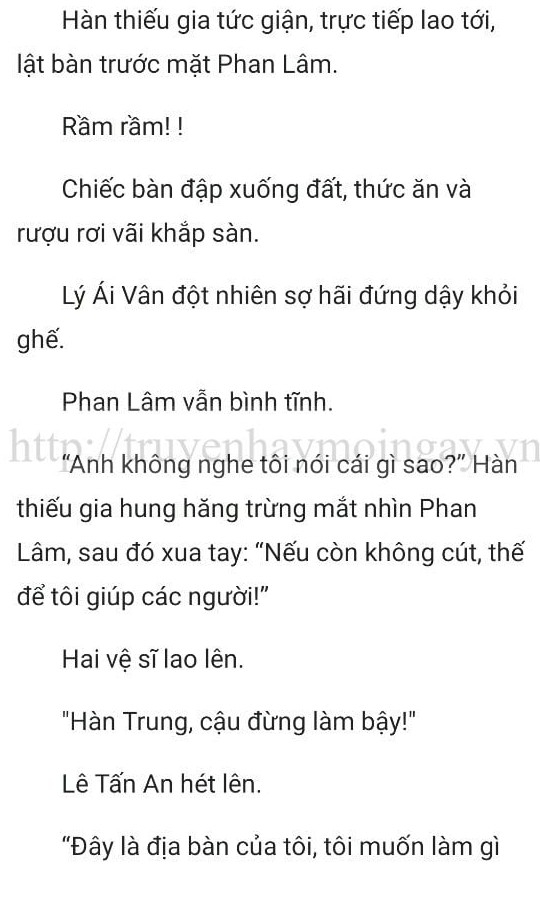 Hàn thiếu gia tức giận, trực tiếp lao tới,
lật bàn trước mặt Phan Lâm.
Rầm rầm! !
Chiếc bàn đập xuống đất, thức ăn và
rượu rơi vãi khắp sàn.
Lý Ái Vân đột nhiên sợ hãi đứng dậy khỏi
ghế.
Phan Lâm vẫn bình tĩnh.
http://truyenhaymoingay.vn
“Anh không nghe tôi nói cái gì sao?” Hàn
thiếu gia hung hăng trừng mắt nhìn Phan
Lâm, sau đó xua tay: “Nếu còn không cút, thế
để tôi giúp các người!”
Hai vệ sĩ lao lên.
"Hàn Trung, cậu đừng làm bậy!"
Lê Tấn An hét lên.
“Đây là địa bàn của tôi, tôi muốn làm gì